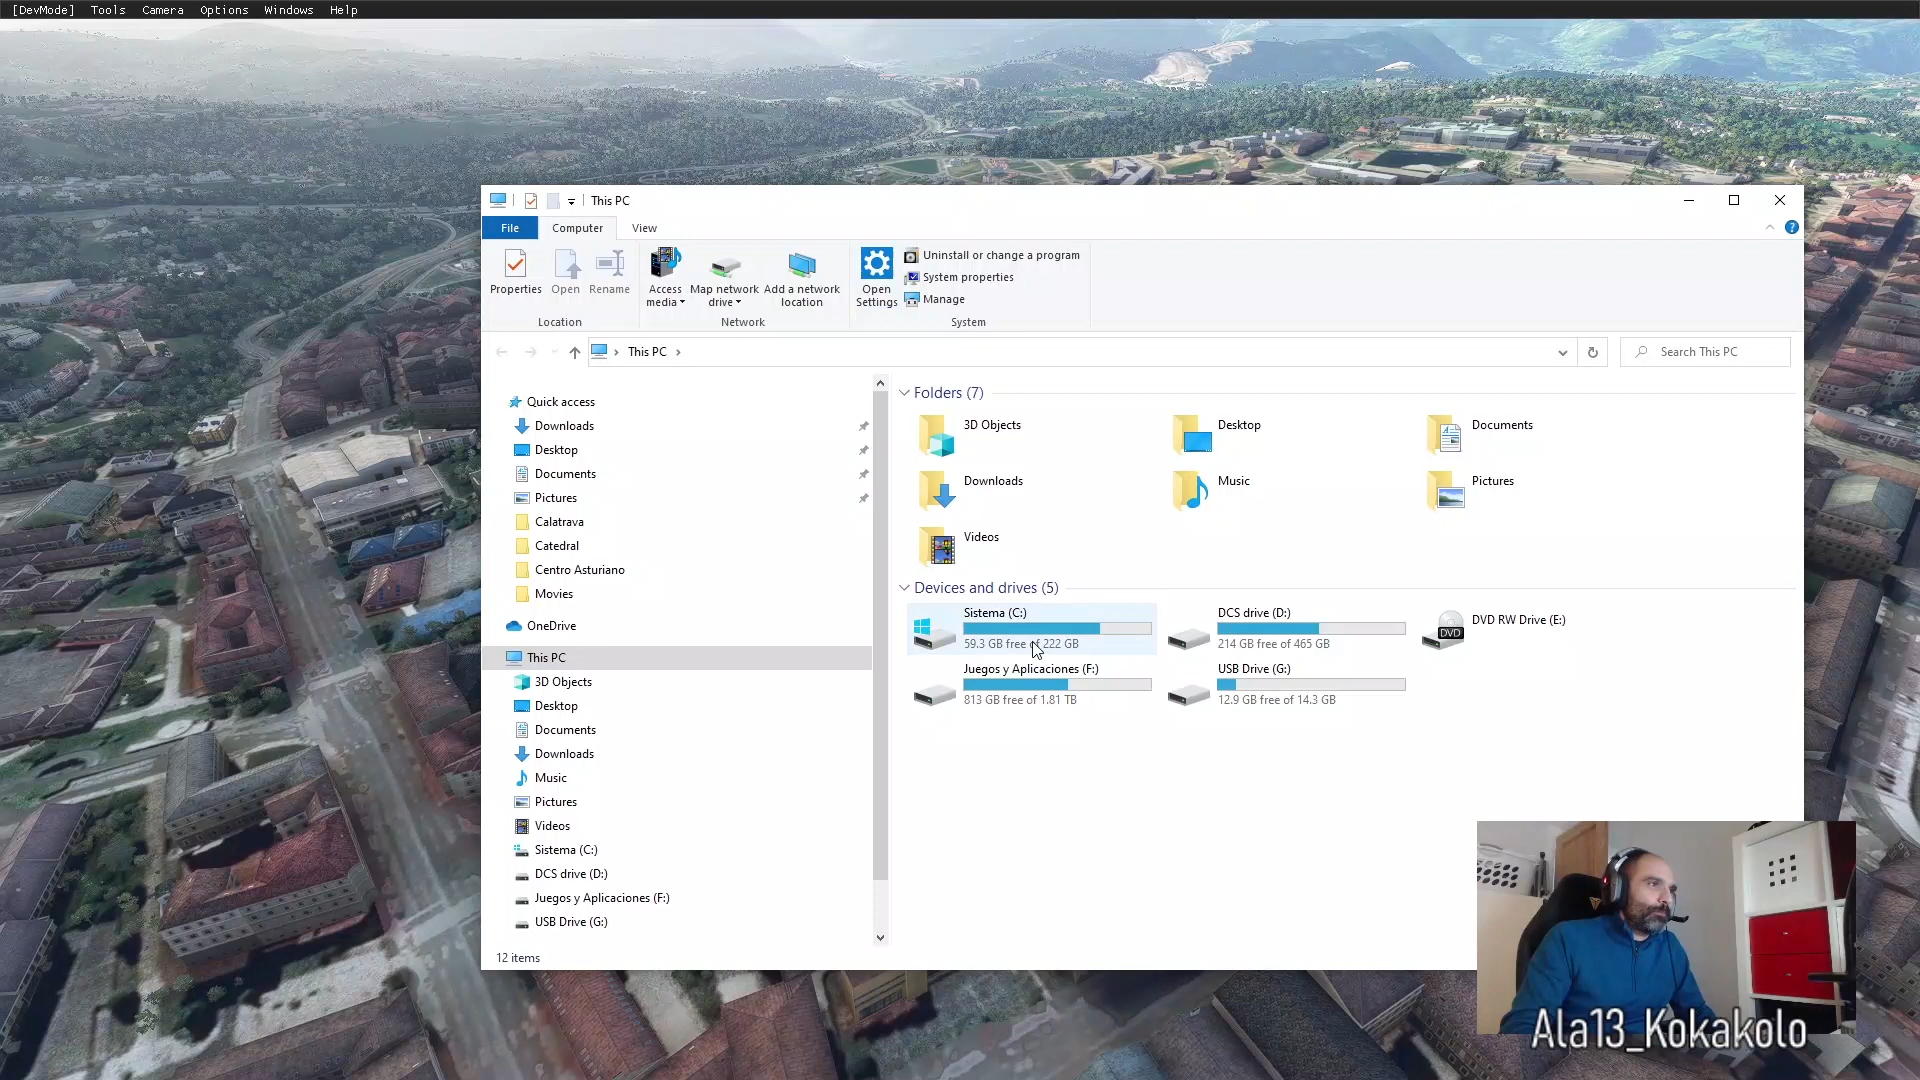 [DevMode] Tools Camera Options Windows Help
This PC
File Computer View
Properties Open Rename
Access media Map network drive Add a network location
Open Settings
Uninstall or change a program
System properties
Manage
Location Network System
This PC
Search This PC
Quick access
Downloads
Desktop
Documents
Pictures
Calatrava
Catedral
Centro Asturiano
Movies
OneDrive
This PC
3D Objects
Desktop
Documents
Downloads
Music
Pictures
Videos
Sistema (C:)
DCS drive (D:)
Juegos y Aplicaciones (F:)
USB Drive (G:)
12 items
Folders (7)
3D Objects
Desktop
Documents
Downloads
Music
Pictures
Videos
Devices and drives (5)
Sistema (C:)
59.3 GB free of 222 GB
DCS drive (D:)
214 GB free of 465 GB
DVD
DVD RW Drive (E:)
Juegos y Aplicaciones (F:)
813 GB free of 1.81 TB
USB Drive (G:)
12.9 GB free of 14.3 GB
Ala13_Kokakolo